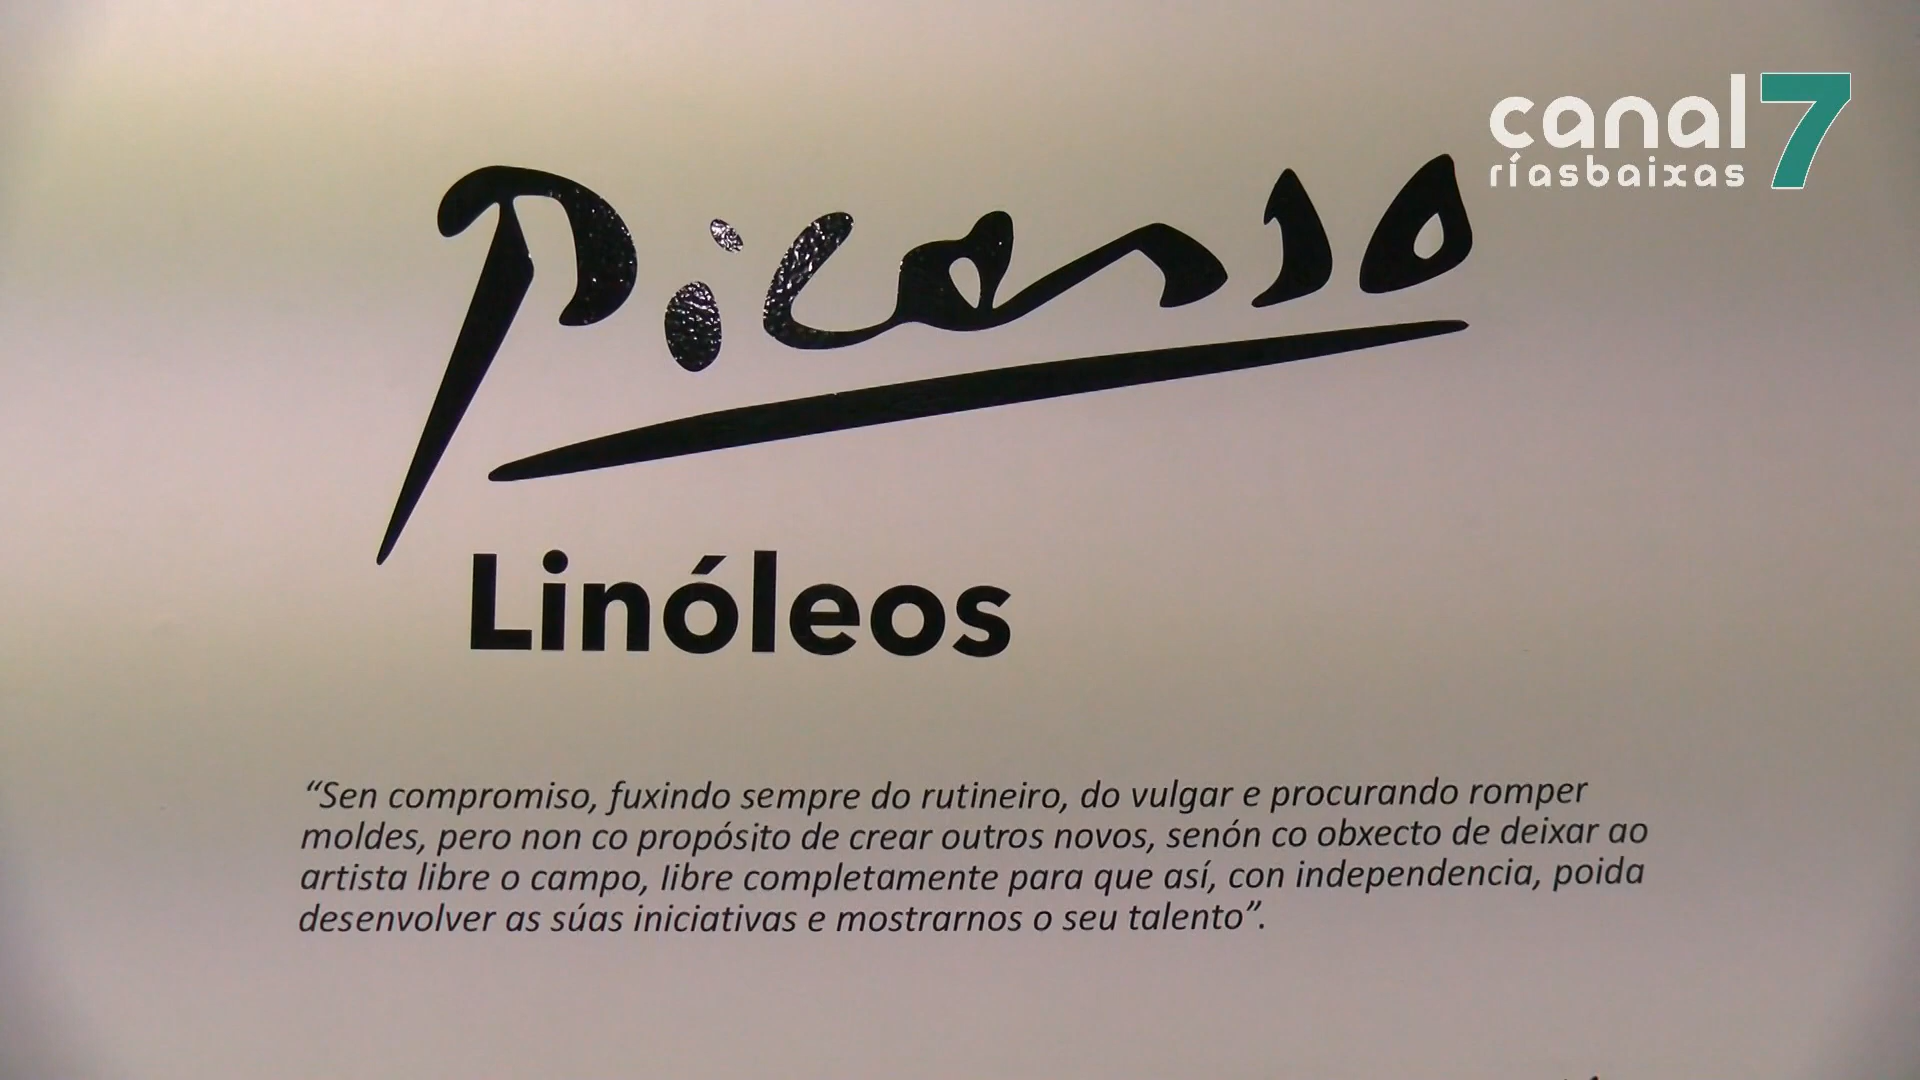 canal 7
ríasbaixas
Picasso
Linóleos
“Sen compromiso, fuxindo sempre do rutineiro, do vulgar e procurando romper
moldes, pero non co propósito de crear outros novos, senón co obxecto de deixar ao
artista libre o campo, libre completamente para que así, con independencia, poida
desenvolver as súas iniciativas e mostrarnos o seu talento”.